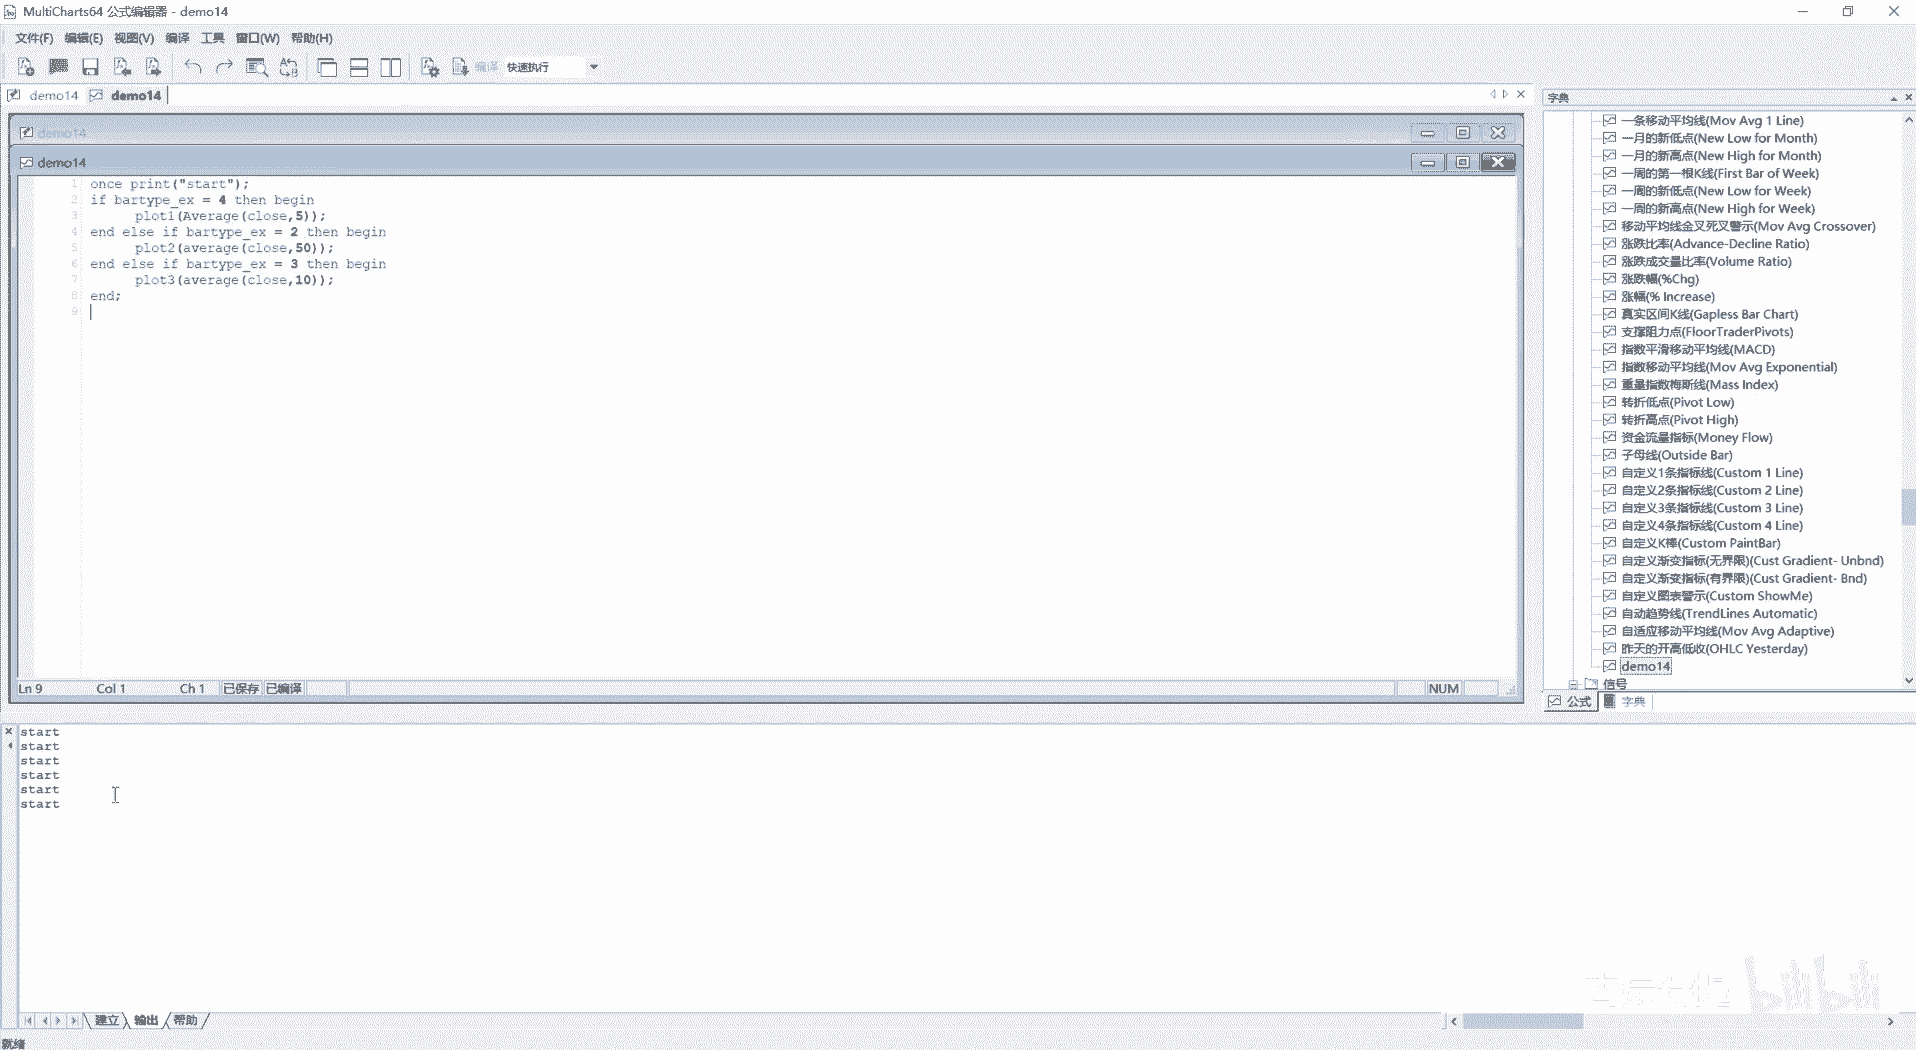 MultiCharts64 公式编辑器 - demo14
文件(F) 编辑(E) 视图(V) 编译 工具 窗口(W) 帮助(H)
编译 快速执行
demo14 demo14
demo14
demo14
1 once print("start");
2 if bartype_ex = 4 then begin
3 plot1(Average(close,5));
4 end else if bartype_ex = 2 then begin
5 plot2(average(close,50));
6 end else if bartype_ex = 3 then begin
7 plot3(average(close,10));
8 end;
9
Ln 9 Col 1 Ch 1 已保存 已编译 NUM
字典
一条移动平均线(Mov Avg 1 Line)
一月的新低点(New Low for Month)
一月的新高点(New High for Month)
一周的第一根K线(First Bar of Week)
一周的新低点(New Low for Week)
一周的新高点(New High for Week)
移动平均线金叉死叉警示(Mov Avg Crossover)
涨跌比率(Advance-Decline Ratio)
涨跌成交量比率(Volume Ratio)
涨跌幅(%Chg)
涨幅(% Increase)
真实区间K线(Gapless Bar Chart)
支撑阻力点(FloorTraderPivots)
指数平滑移动平均线(MACD)
指数移动平均线(Mov Avg Exponential)
重量指数梅斯线(Mass Index)
转折低点(Pivot Low)
转折高点(Pivot High)
资金流量指标(Money Flow)
子母线(Outside Bar)
自定义1条指标线(Custom 1 Line)
自定义2条指标线(Custom 2 Line)
自定义3条指标线(Custom 3 Line)
自定义4条指标线(Custom 4 Line)
自定义K棒(Custom PaintBar)
自定义渐变指标(无界限)(Cust Gradient- Unbnd)
自定义渐变指标(有界限)(Cust Gradient- Bnd)
自定义图表警示(Custom ShowMe)
自动趋势线(TrendLines Automatic)
自适应移动平均线(Mov Avg Adaptive)
昨天的开高低收(OHLC Yesterday)
demo14
信号
公式 字典
start
start
start
start
start
start
bilibili
建立 输出 帮助
就绪